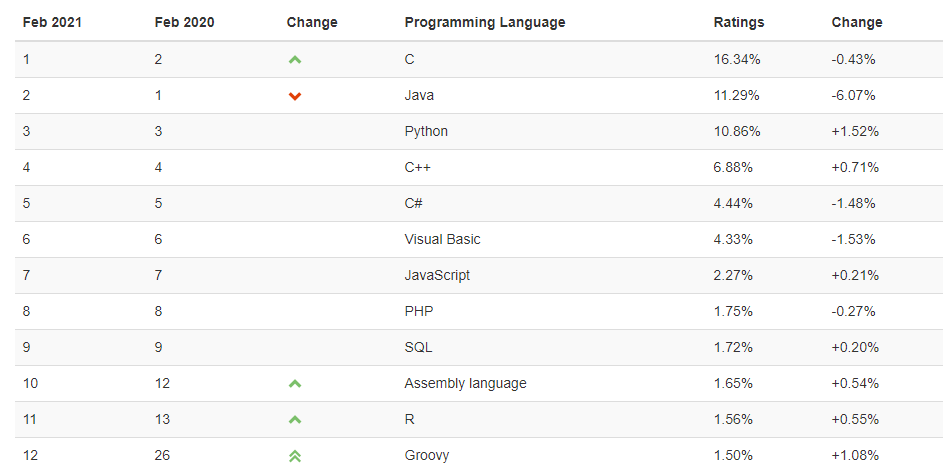 Feb 2021 Feb 2020 Change Programming Language Ratings Change
1 2 C 16.34% -0.43%
2 1 Java 11.29% -6.07%
3 3 Python 10.86% +1.52%
4 4 C++ 6.88% +0.71%
5 5 C# 4.44% -1.48%
6 6 Visual Basic 4.33% -1.53%
7 7 JavaScript 2.27% +0.21%
8 8 PHP 1.75% -0.27%
9 9 SQL 1.72% +0.20%
10 12 Assembly language 1.65% +0.54%
11 13 R 1.56% +0.55%
12 26 Groovy 1.50% +1.08%